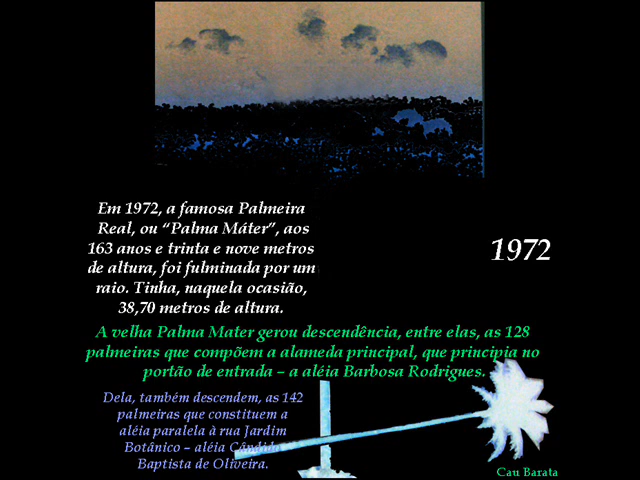 Em 1972, a famosa Palmeira
Real, ou “Palma Máter”, aos
163 anos e trinta e nove metros
de altura, foi fulminada por um
raio. Tinha, naquela ocasião,
38,70 metros de altura.
1972
A velha Palma Mater gerou descendência, entre elas, as 128
palmeiras que compõem a alameda principal, que principia no
portão de entrada – a aléia Barbosa Rodrigues.
Dela, também descendem, as 142
palmeiras que constituem a
aléia paralela à rua Jardim
Botânico – aléia Cândido
Baptista de Oliveira.
Cau Barata